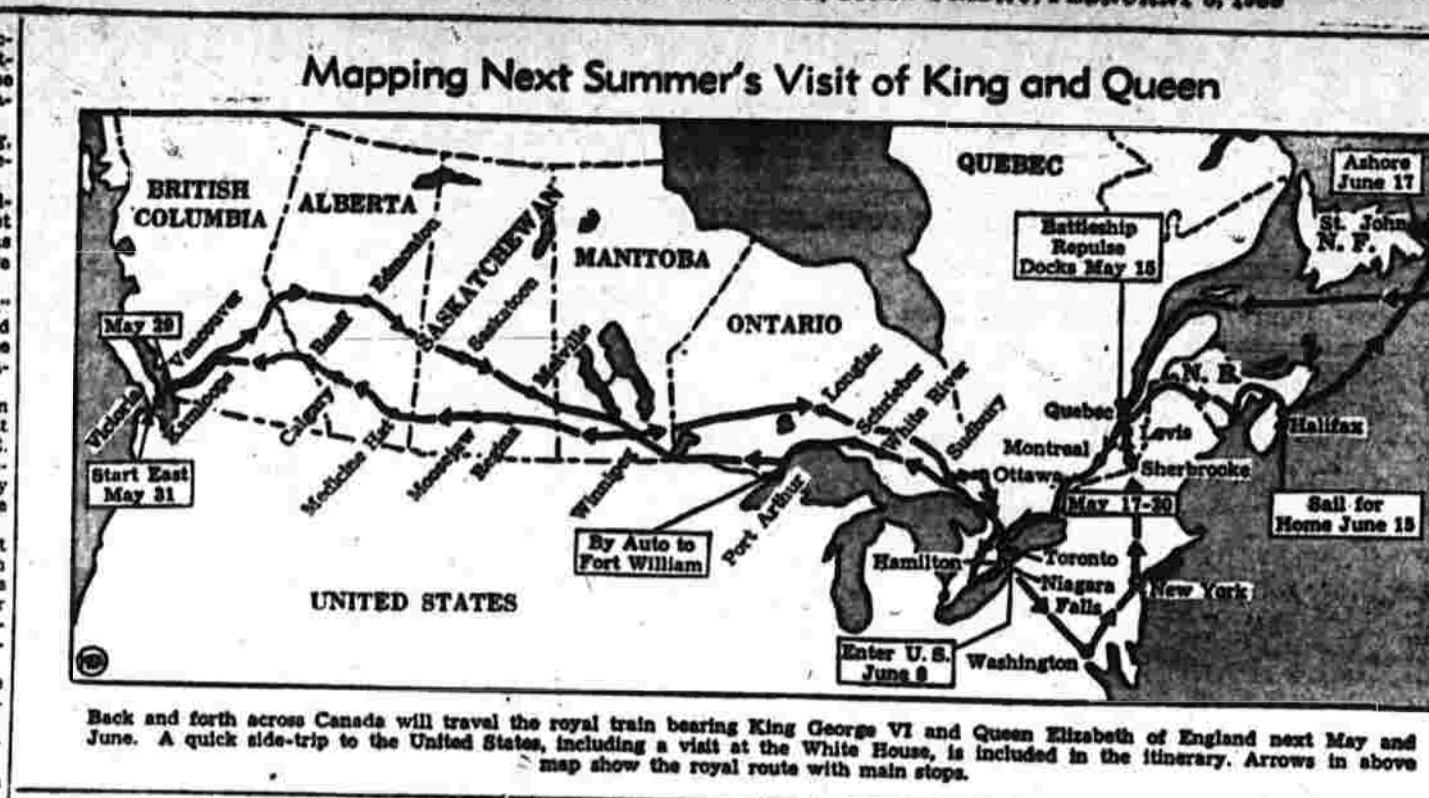 Mapping Next Summer's Visit of King and Queen
BRITISH
COLUMBIA
ALBERTA
SASKATCHEWAN
MANITOBA
ONTARIO
QUEBEC
Ashore
June 17
St. John
N. F.
Battleship
Repulse
Docks May 15
Edmonton
Saskatoon
Melville
Longlac
Schrieber
White River
Sudbury
May 29
Vancouver
Banff
Victoria
Kamloops
Calgary
Medicine Hat
Moosejaw
Regina
Winnipeg
Port Arthur
Start East
May 31
By Auto to
Fort William
N. B.
Quebec
Levis
Halifax
Montreal
Sherbrooke
Ottawa
May 17-20
Sail for
Home June 15
Hamilton
Toronto
Niagara
Falls
New York
UNITED STATES
Enter U. S.
June
Washington
Back and forth across Canada will travel the royal train bearing King George VI and Queen Elizabeth of England next May and
June. A quick side-trip to the United States, including a visit at the White House, is included in the itinerary. Arrows in above
map show the royal route with main stops.